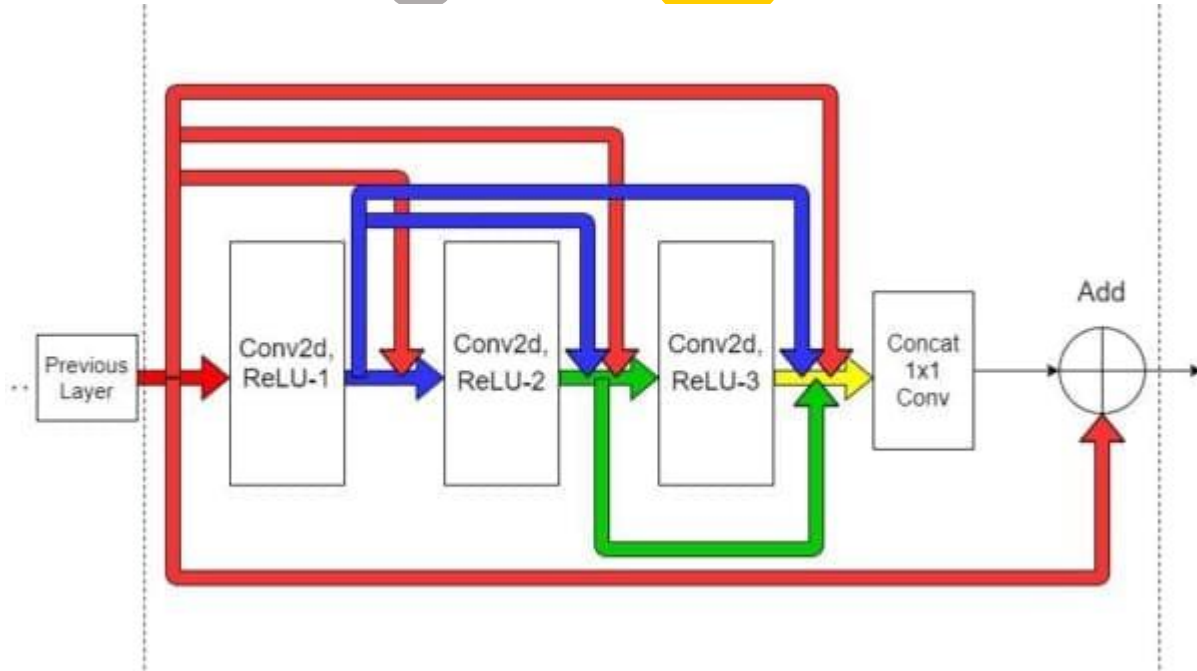 Add
Previous
Layer
Conv2d,
ReLU-1
Conv2d,
ReLU-2
Conv2d,
ReLU-3
Concat
1x1
Conv